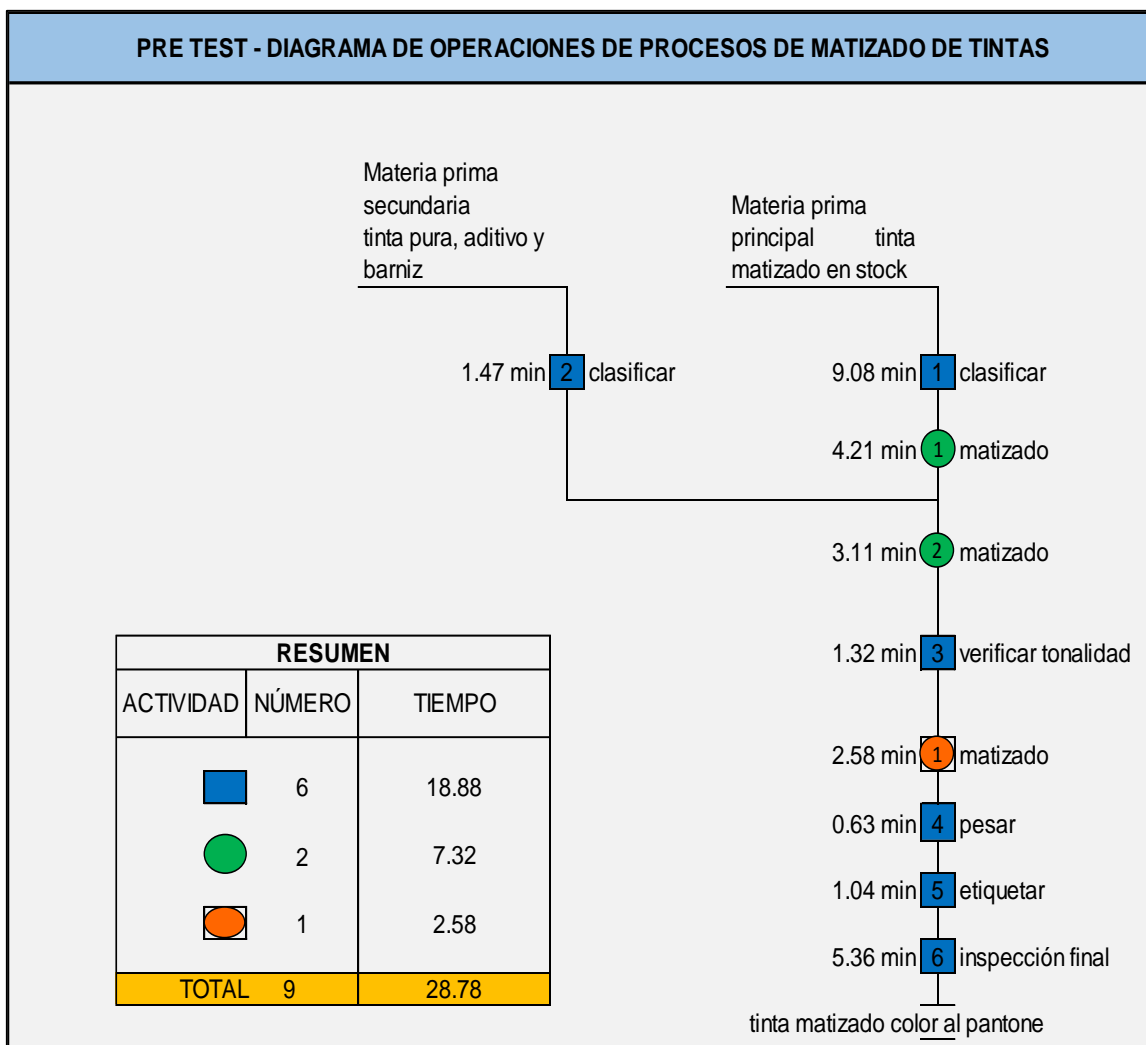 PRE TEST - DIAGRAMA DE OPERACIONES DE PROCESOS DE MATIZADO DE TINTAS
Materia prima
secundaria
tinta pura, aditivo y
barniz
Materia prima
principal tinta
matizado en stock
1.47 min 2 clasificar
9.08 min 1 clasificar
4.21 min 1 matizado
3.11 min 2 matizado
1.32 min 3 verificar tonalidad
2.58 min 1 matizado
0.63 min 4 pesar
1.04 min 5 etiquetar
5.36 min 6 inspección final
tinta matizado color al pantone
RESUMEN
ACTIVIDAD NÚMERO TIEMPO
6 18.88
2 7.32
1 2.58
TOTAL 9 28.78